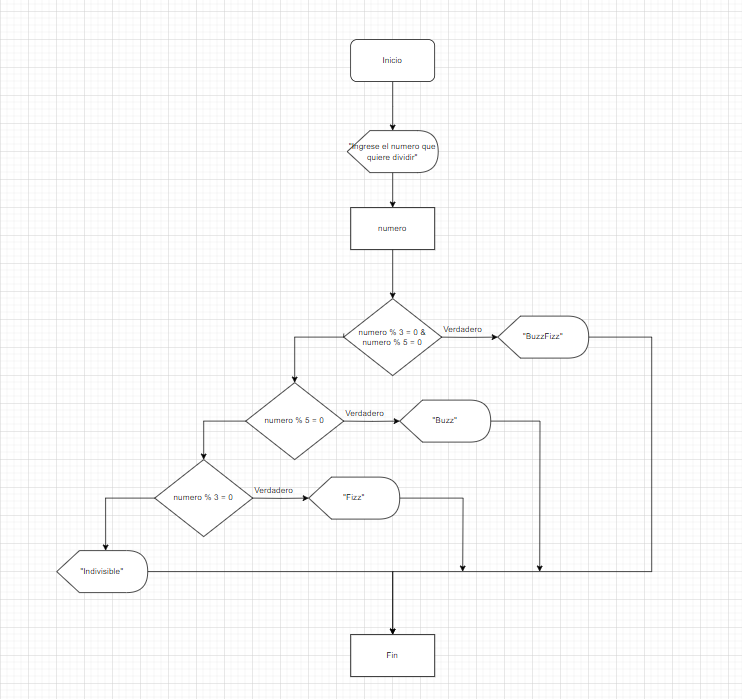 Inicio
"Ingrese el numero que
quiere dividir"
numero
numero % 3 = 0 &
numero % 5 = 0
Verdadero
"BuzzFizz"
numero % 5 = 0
Verdadero
"Buzz"
numero % 3 = 0
Verdadero
"Fizz"
"Indivisible"
Fin